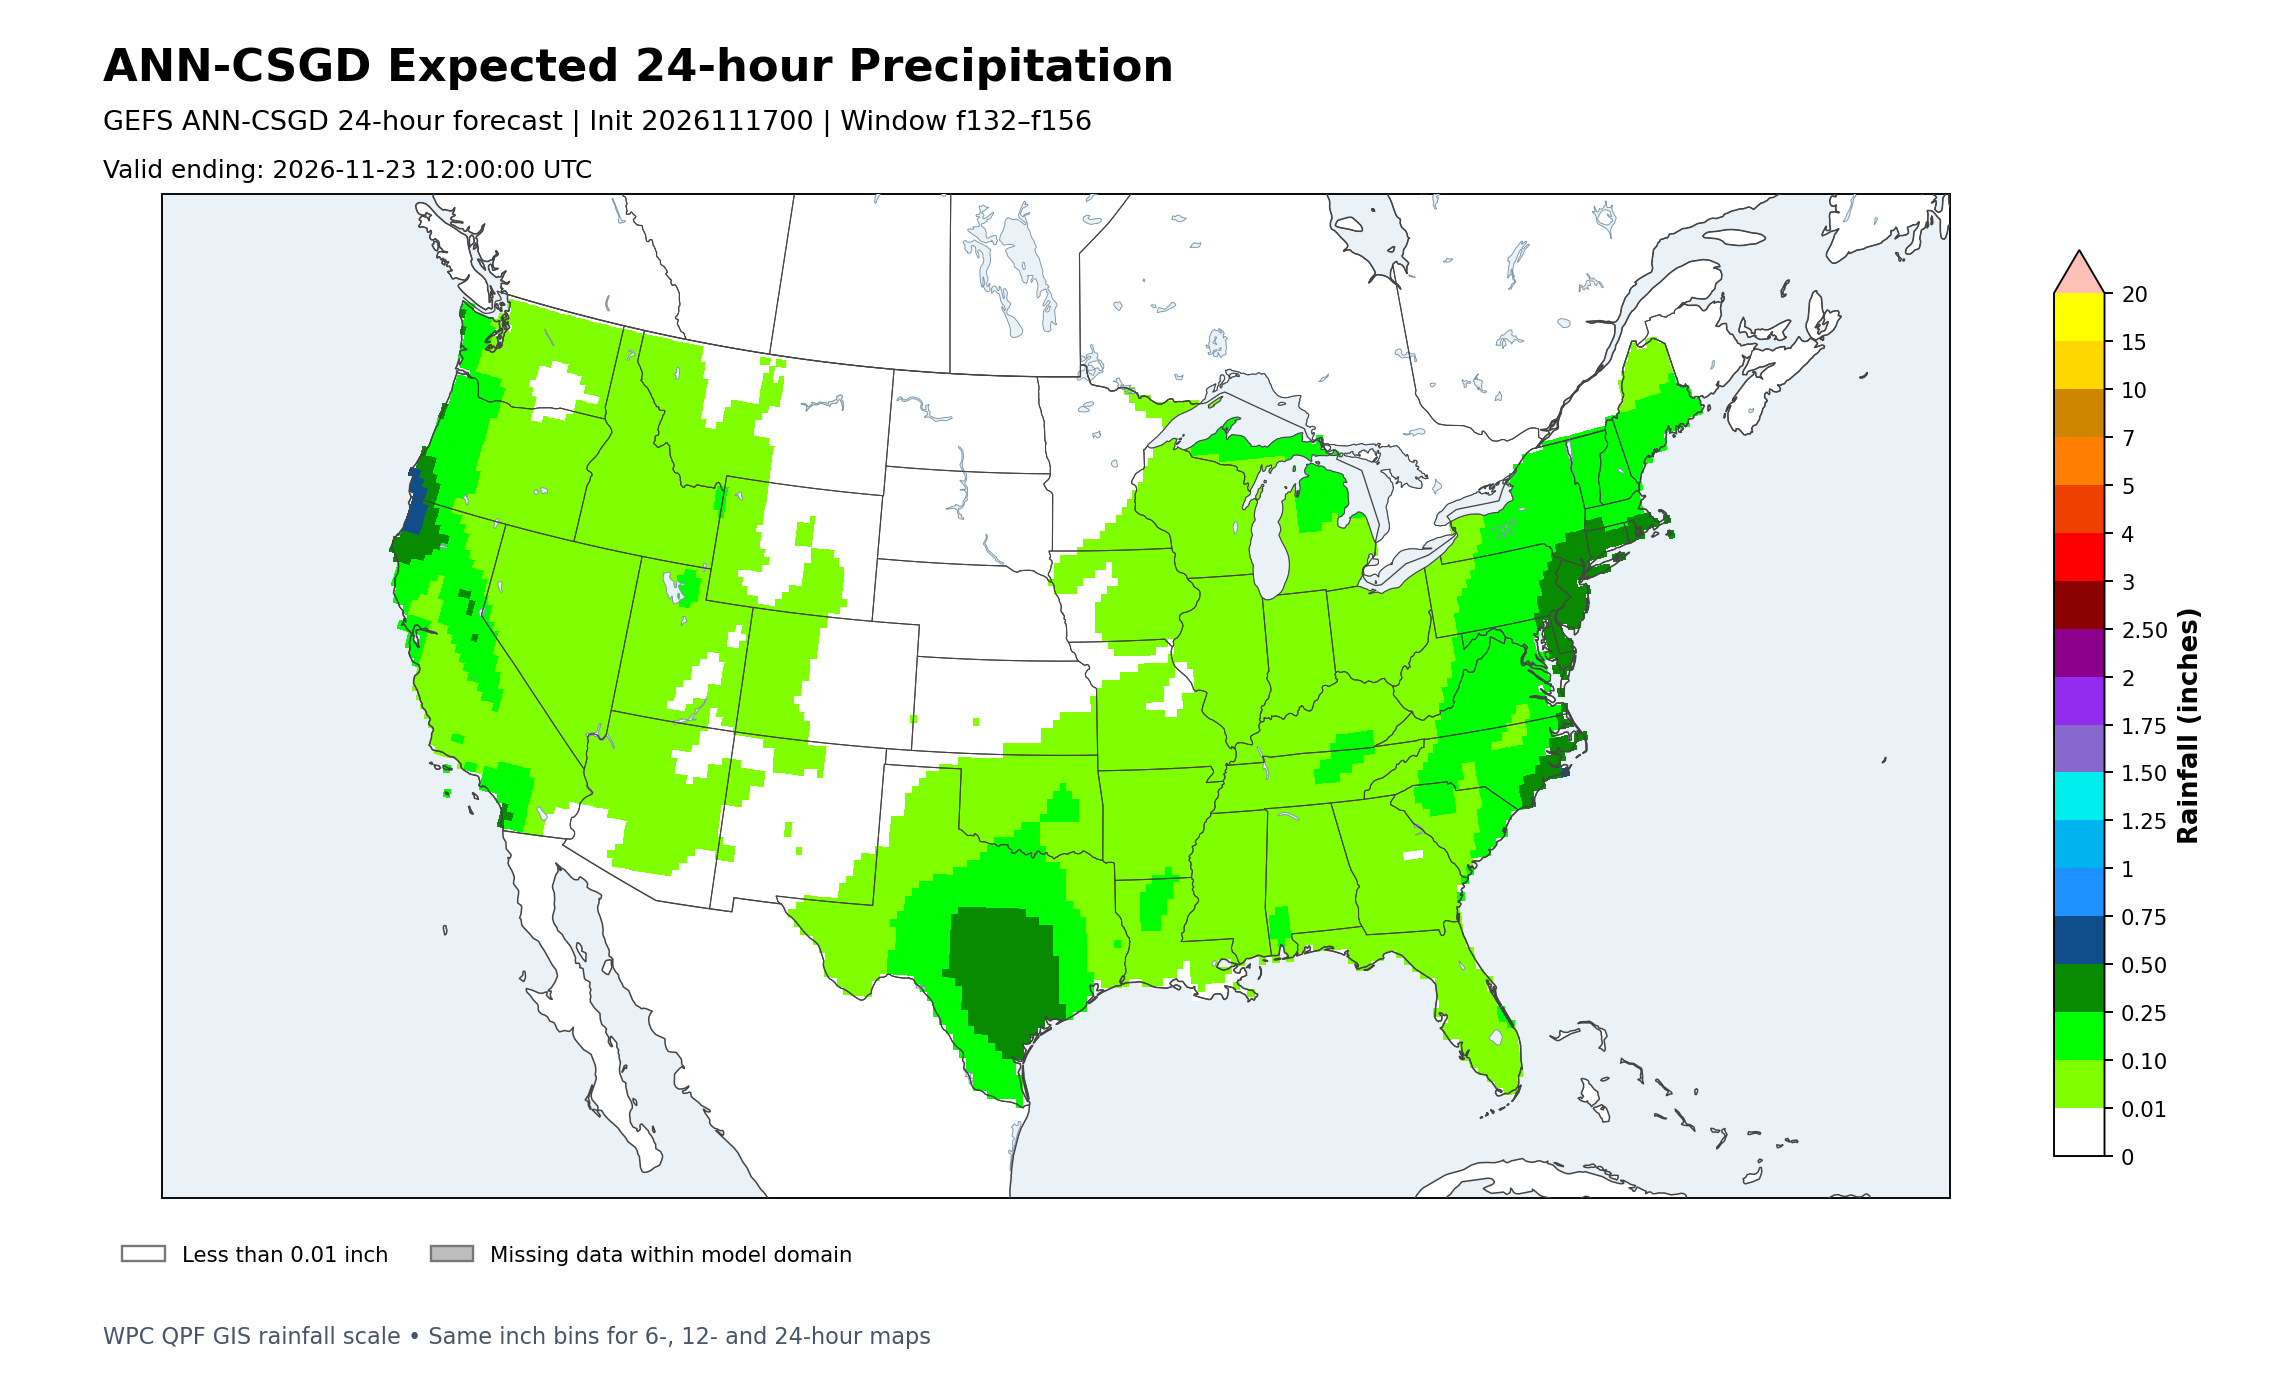 ANN-CSGD Expected 24-hour Precipitation
GEFS ANN-CSGD 24-hour forecast | Init 2026111700 | Window f132–f156
Valid ending: 2026-11-23 12:00:00 UTC
20
15
10
7
5
4
3
2.50
2
1.75
1.50
1.25
1
0.75
0.50
0.25
0.10
0.01
0
Rainfall (inches)
Less than 0.01 inch
Missing data within model domain
WPC QPF GIS rainfall scale • Same inch bins for 6-, 12- and 24-hour maps